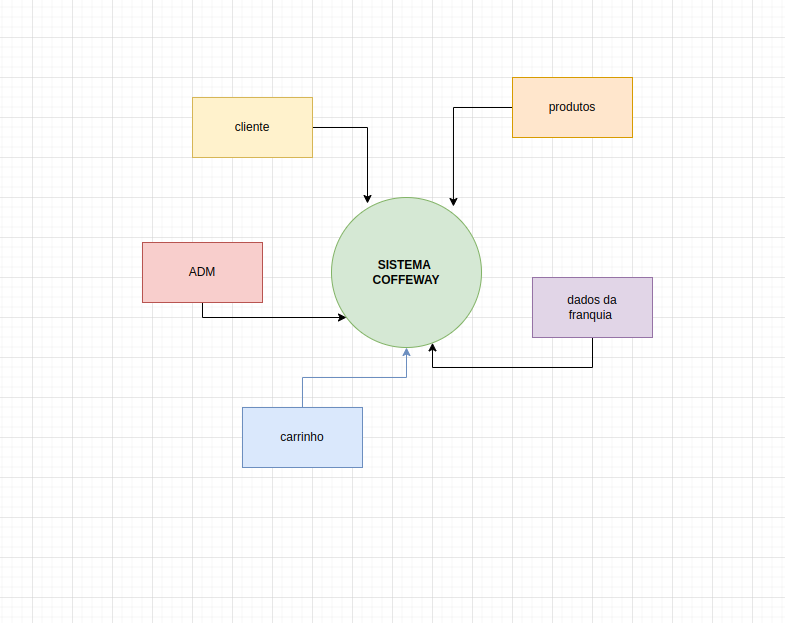 produtos
cliente
SISTEMA
COFFEWAY
ADM
dados da
franquia
carrinho